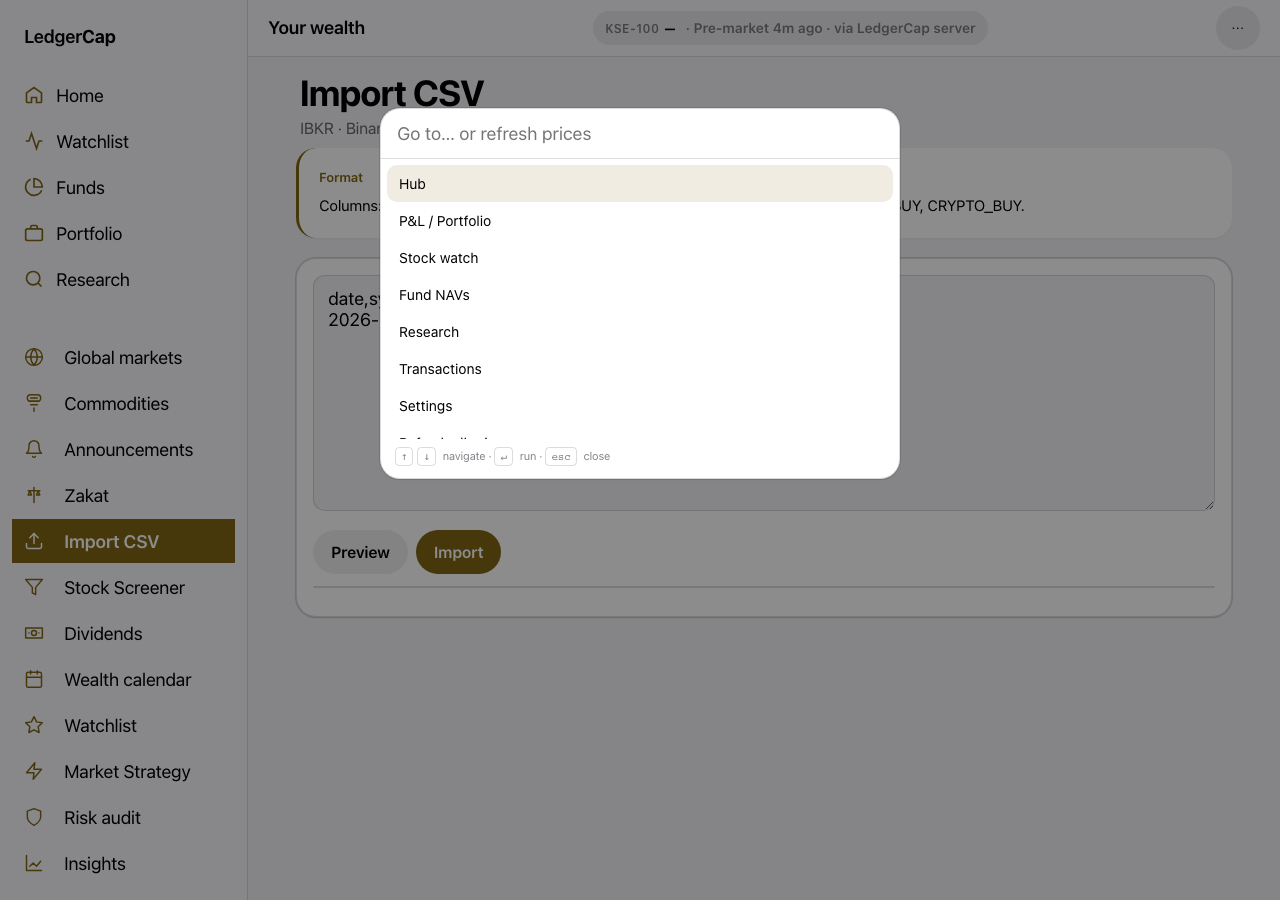 LedgerCap
Home
Watchlist
Funds
Portfolio
Research
Global markets
Commodities
Announcements
Zakat
Import CSV
Stock Screener
Dividends
Wealth calendar
Watchlist
Market Strategy
Risk audit
Insights
Your wealth
KSE-100 — · Pre-market 4m ago · via LedgerCap server
...
Import CSV
IBKR ·
Format
Columns: BUY, CRYPTO_BUY.
2026-
Preview
Import
Go to... or refresh prices
Hub
P&L / Portfolio
Stock watch
Fund NAVs
Research
Transactions
Settings
↑ ↓ navigate · ↵ run · esc close